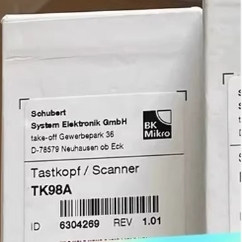 Schubert
System Elektronik GmbH
take-off Gewerbepark 36
D-78579 Neuhausen ob Eck
BK
Mikro
Tastkopf / Scanner
TK98A
ID 6304269 REV 1.01